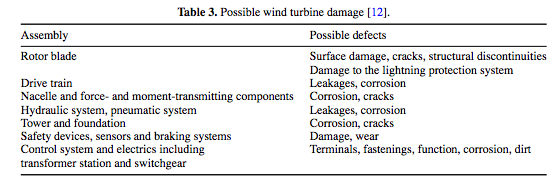 Table 3. Possible wind turbine damage [12].
Assembly Possible defects
Rotor blade Surface damage, cracks, structural discontinuities
Damage to the lightning protection system
Drive train Leakages, corrosion
Nacelle and force- and moment-transmitting components Corrosion, cracks
Hydraulic system, pneumatic system Leakages, corrosion
Tower and foundation Corrosion, cracks
Safety devices, sensors and braking systems Damage, wear
Control system and electrics including Terminals, fastenings, function, corrosion, dirt
transformer station and switchgear